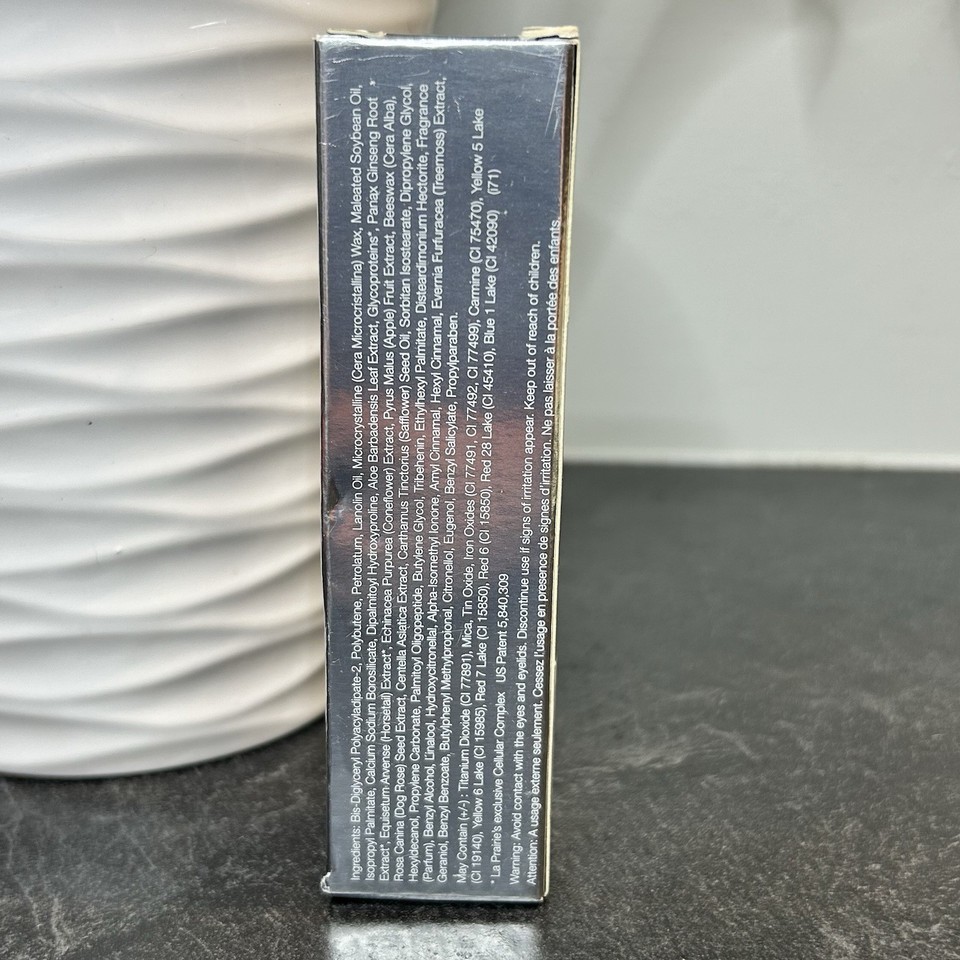 Ingredients: Bis-Diglyceryl Polyacyladipate-2, Polybutene, Petrolatum, Lanolin Oil, Microcrystalline (Cera Microcristallina) Wax, Maleated Soybean Oil,
Isopropyl Palmitate, Calcium Sodium Borosilicate, Dipalmitoyl Hydroxyproline, Aloe Barbadensis Leaf Extract, Glycoproteins*, Panax Ginseng Root *
Extract*, Equisetum Arvense (Horsetail) Extract*, Echinacea Purpurea (Coneflower) Extract, Pyrus Malus (Apple) Fruit Extract, Beeswax (Cera Alba),
Rosa Canina (Dog Rose) Seed Extract, Centella Asiatica Extract, Carthamus Tinctorius (Safflower) Seed Oil, Sorbitan Isostearate, Dipropylene Glycol,
Hexyldecanol, Propylene Carbonate, Palmitoyl Oligopeptide, Butylene Glycol, Tribehenin, Ethylhexyl Palmitate, Disteardimonium Hectorite, Fragrance
(Parfum), Benzyl Alcohol, Linalool, Hydroxycitronellal, Alpha-Isomethyl Ionone, Amyl Cinnamal, Hexyl Cinnamal, Evernia Furfuracea (Treemoss) Extract,
Geraniol, Benzyl Benzoate, Butylphenyl Methylpropional, Citronellol, Eugenol, Benzyl Salicylate, Propylparaben.
May Contain (+/-) : Titanium Dioxide (CI 77891), Mica, Tin Oxide, Iron Oxides (CI 77491, CI 77492, CI 77499), Carmine (CI 75470), Yellow 5 Lake
(CI 19140), Yellow 6 Lake (CI 15985), Red 7 Lake (CI 15850), Red 6 (CI 15850), Red 28 Lake (CI 45410), Blue 1 Lake (CI 42090) (i71)
* La Prairie's exclusive Cellular Complex US Patent 5,840,309
Warning: Avoid contact with the eyes and eyelids. Discontinue use if signs of irritation appear. Keep out of reach of children.
Attention: A usage externe seulement. Cessez l'usage en presence de signes d'irritation. Ne pas laisser à la portée des enfants.